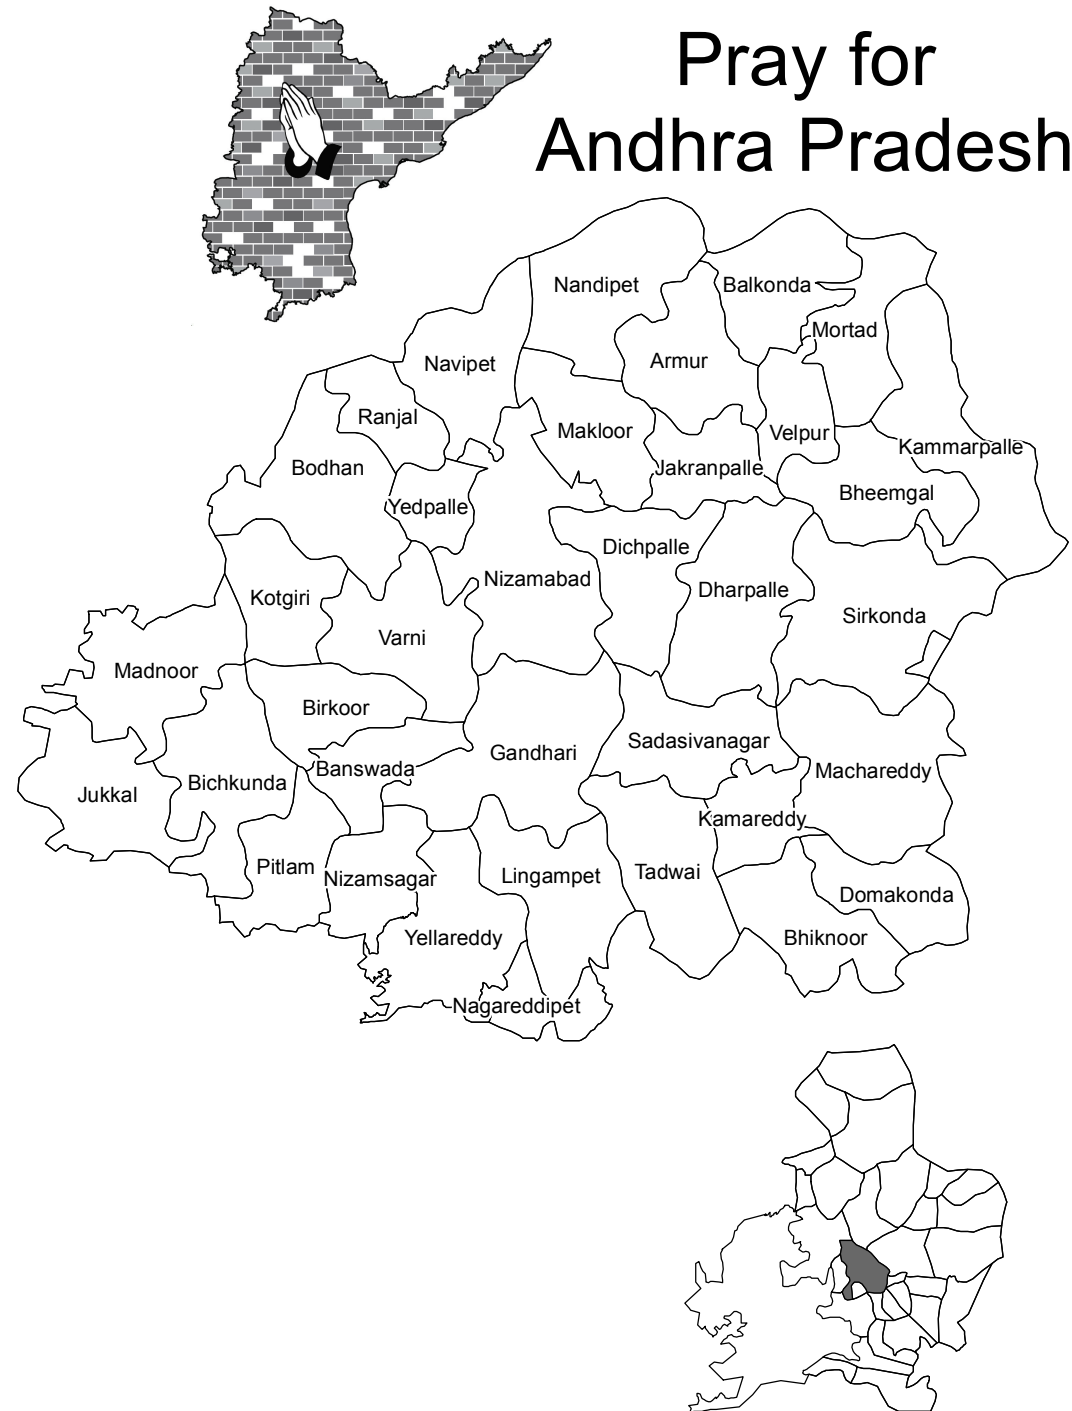 Pray for
Andhra Pradesh
Nandipet
Balkonda
Mortad
Navipet
Armur
Ranjal
Makloor
Velpur
Kammarpalle
Bodhan
Jakranpalle
Bheemgal
Yedpalle
Dichpalle
Nizamabad
Dharpalle
Kotgiri
Sirkonda
Varni
Madnoor
Birkoor
Sadasivanagar
Gandhari
Banswada
Machareddy
Bichkunda
Jukkal
Kamareddy
Pitlam
Nizamsagar
Lingampet
Tadwai
Domakonda
Yellareddy
Bhiknoor
Nagareddipet